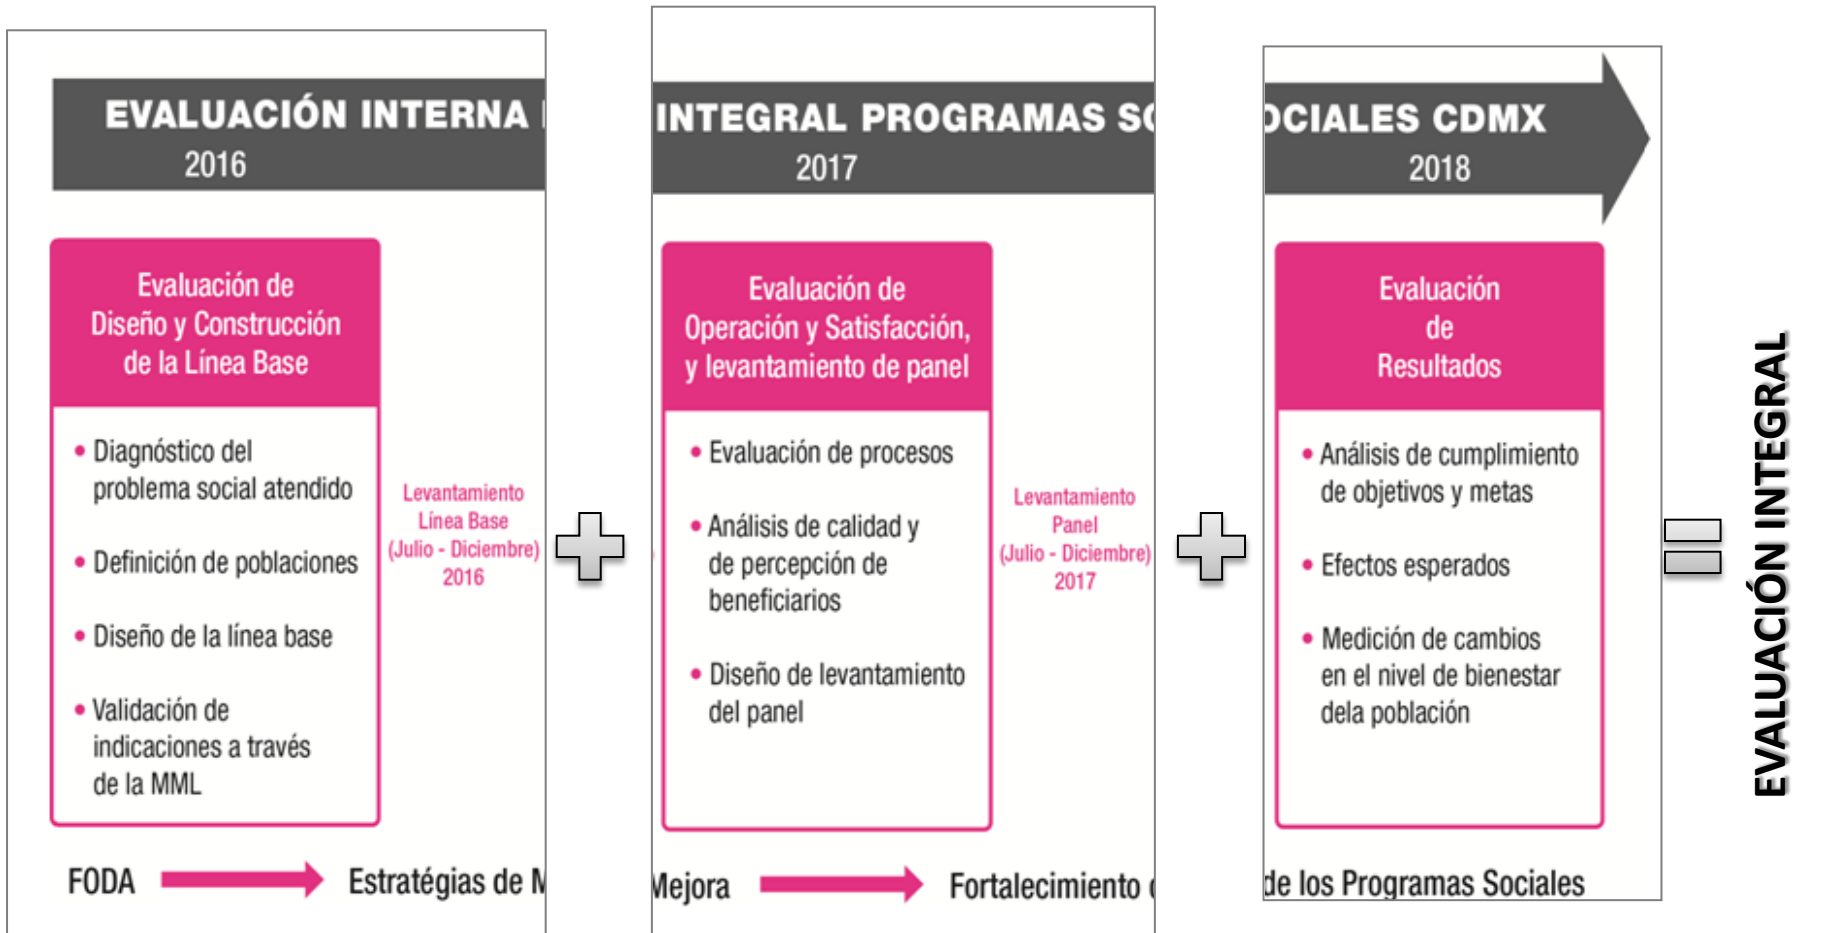 EVALUACIÓN INTERNA
2016
Evaluación de
Diseño y Construcción
de la Línea Base
• Diagnóstico del
problema social atendido
• Definición de poblaciones
• Diseño de la línea base
• Validación de
indicaciones a través
de la MML
Levantamiento
Línea Base
(Julio - Diciembre)
2016
FODA
Estratégias de M
INTEGRAL PROGRAMAS SO
2017
Evaluación de
Operación y Satisfacción,
y levantamiento de panel
• Evaluación de procesos
• Análisis de calidad y
de percepción de
beneficiarios
• Diseño de levantamiento
del panel
Levantamiento
Panel
(Julio - Diciembre)
2017
Mejora
Fortalecimiento
OCIALES CDMX
2018
Evaluación
de
Resultados
• Análisis de cumplimiento
de objetivos y metas
• Efectos esperados
• Medición de cambios
en el nivel de bienestar
dela población
de los Programas Sociales
EVALUACIÓN INTEGRAL